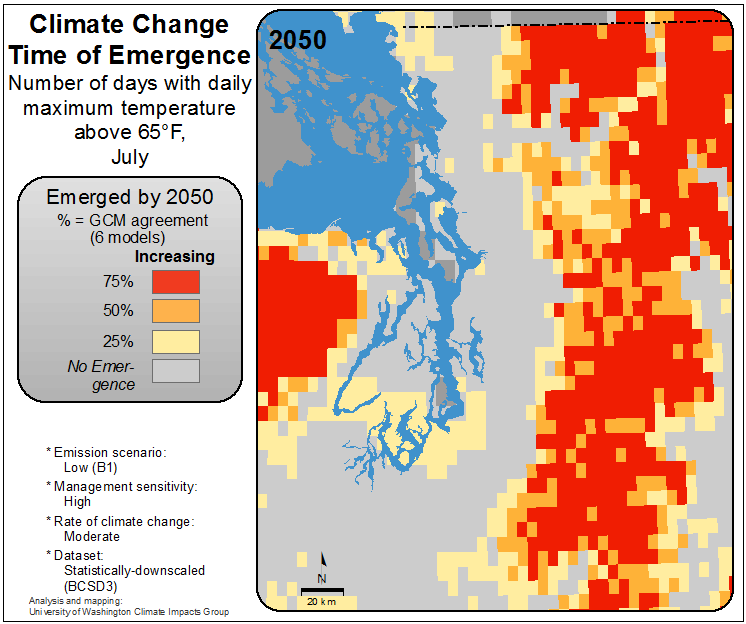 Climate Change
Time of Emergence
Number of days with daily
maximum temperature
above 65°F,
July
Emerged by 2050
% = GCM agreement
(6 models)
Increasing
75%
50%
25%
No Emer-
gence
* Emission scenario:
Low (B1)
* Management sensitivity:
High
* Rate of climate change:
Moderate
* Dataset:
Statistically-downscaled
(BCSD3)
Analysis and mapping:
University of Washington Climate Impacts Group
2050
N
20 km